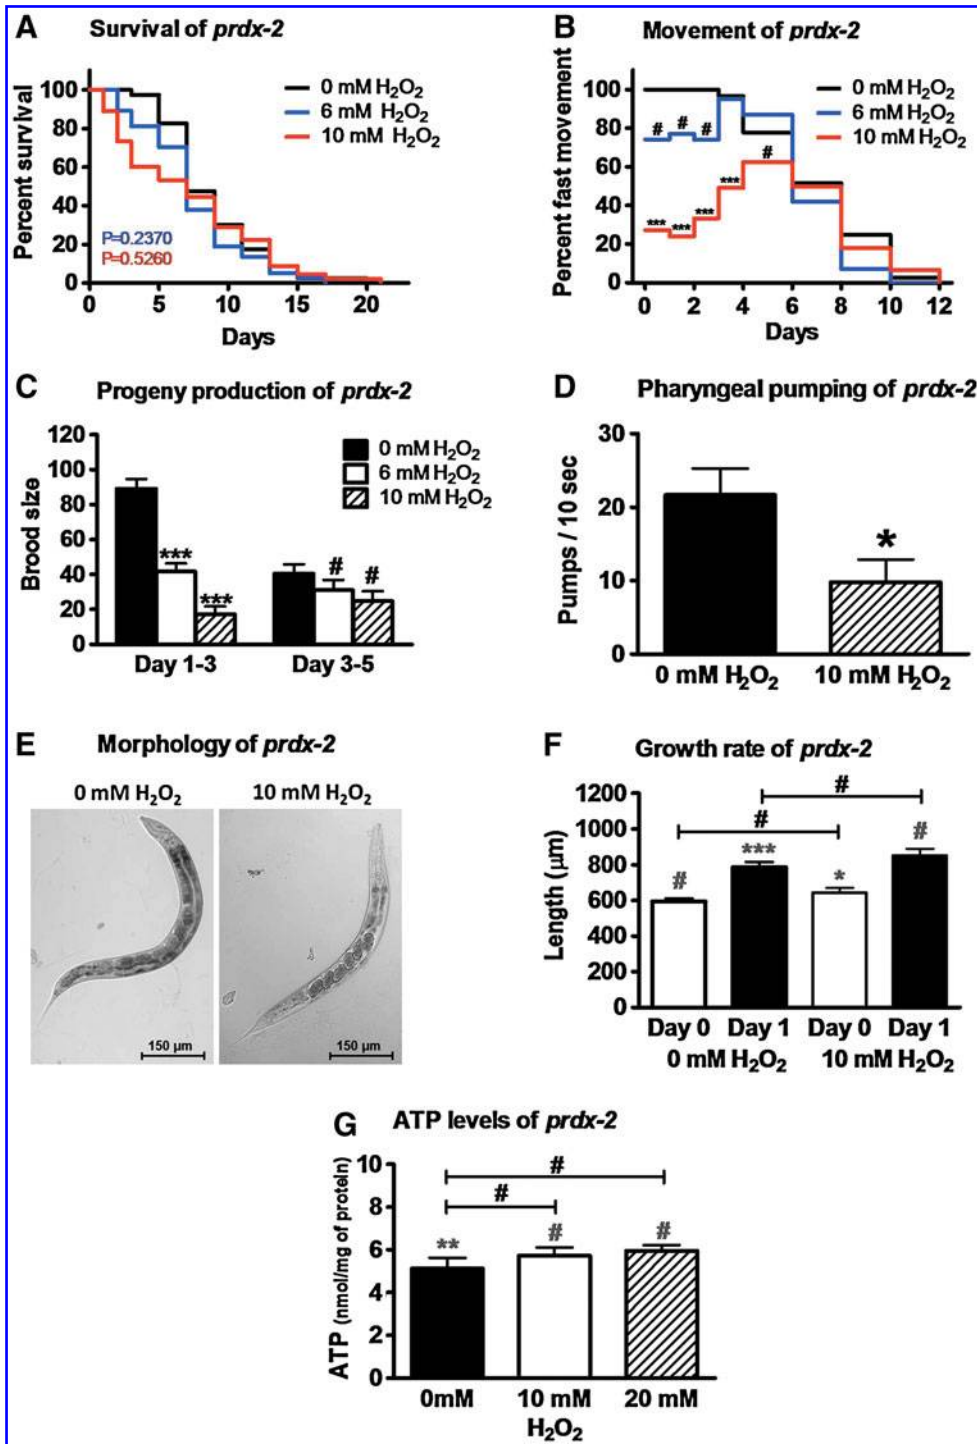 A Survival of prdx-2
Percent survival
100
80
60
40
20
0
0 mM H₂O₂
6 mM H₂O₂
10 mM H₂O₂
P=0.2370
P=0.5260
0 5 10 15 20
Days
B Movement of prdx-2
Percent fast movement
100
80
60
40
20
0
0 mM H₂O₂
6 mM H₂O₂
10 mM H₂O₂
# # #
#
*** *** *** ***
0 2 4 6 8 10 12
Days
C Progeny production of prdx-2
Brood size
120
100
80
60
40
20
0
0 mM H₂O₂
6 mM H₂O₂
10 mM H₂O₂
*** *** # #
Day 1-3 Day 3-5
D Pharyngeal pumping of prdx-2
Pumps / 10 sec
30
20
10
0
*
0 mM H₂O₂ 10 mM H₂O₂
E Morphology of prdx-2
0 mM H₂O₂ 10 mM H₂O₂
150 µm 150 µm
F Growth rate of prdx-2
Length (µm)
1200
1000
800
600
400
200
0
#
#
# *** * #
Day 0 Day 1 Day 0 Day 1
0 mM H₂O₂ 10 mM H₂O₂
G ATP levels of prdx-2
ATP (nmol/mg of protein)
10
8
6
4
2
0
#
#
** # #
0mM 10 mM 20 mM
H₂O₂